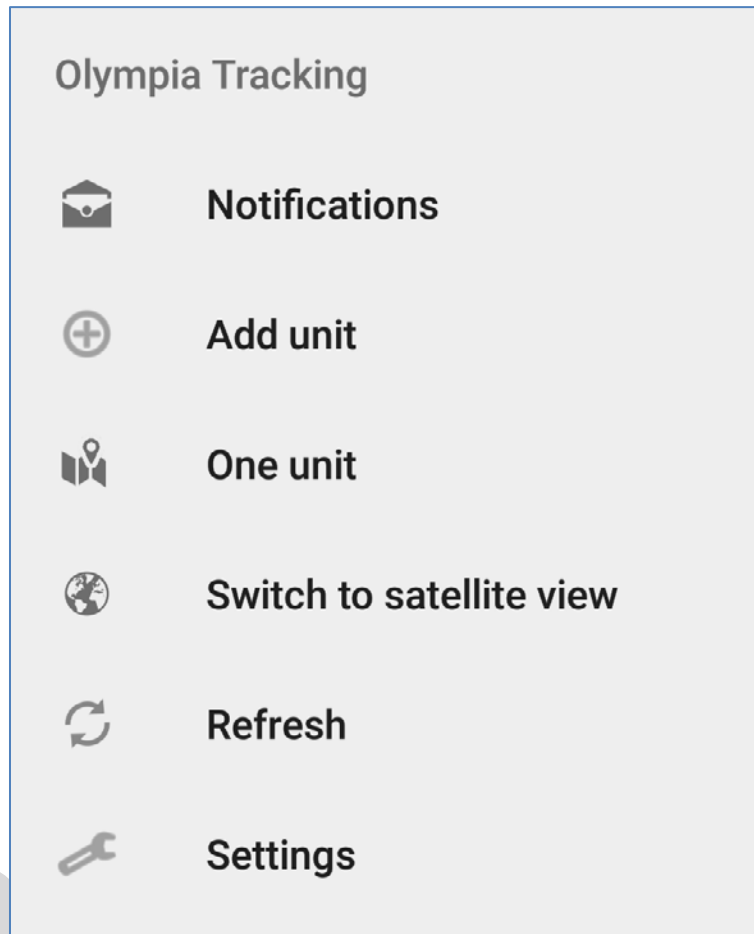 Olympia Tracking
Notifications
Add unit
One unit
Switch to satellite view
Refresh
Settings